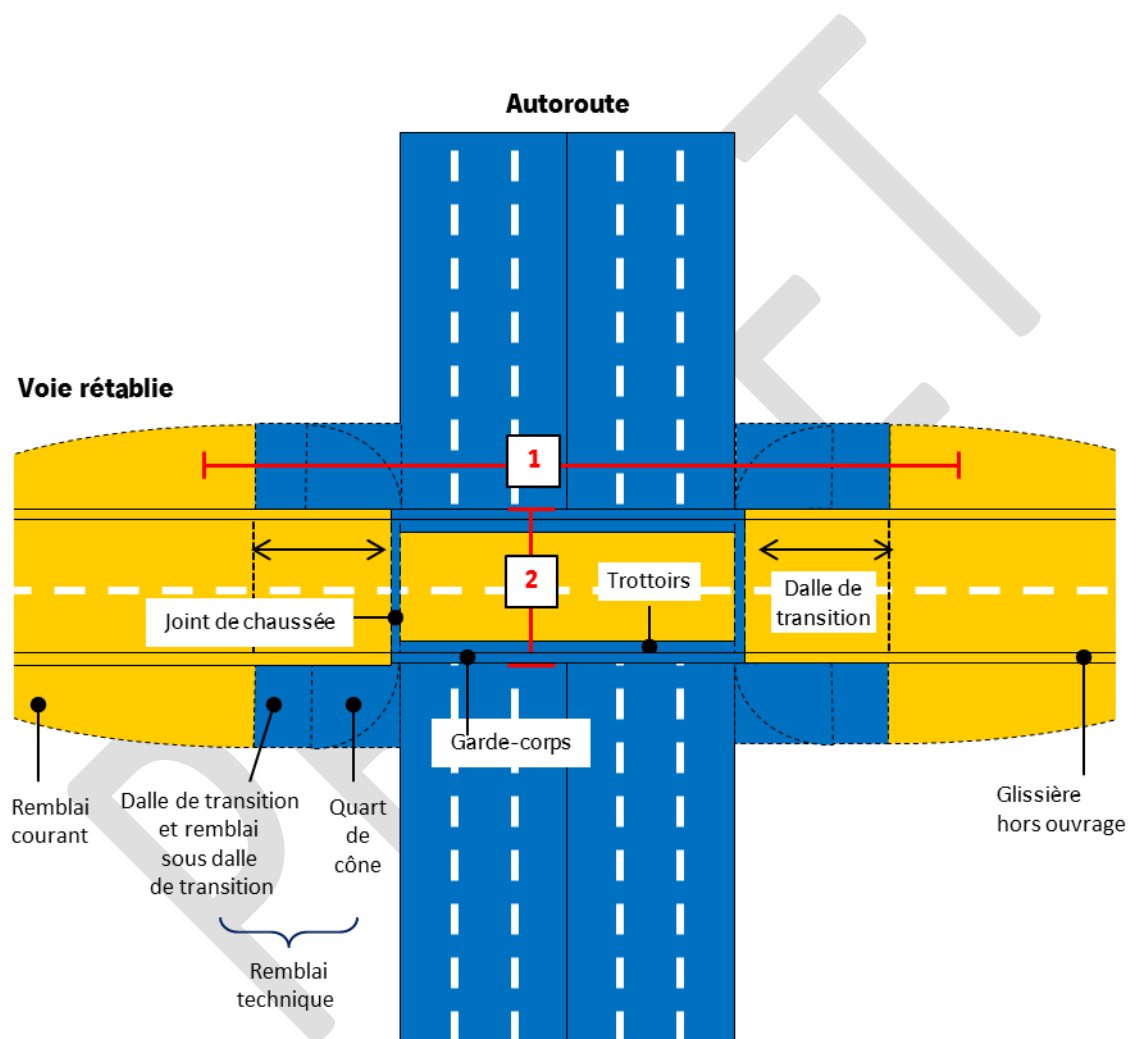 Autoroute
Voie rétablie
1
2
Trottoirs
Joint de chaussée
Dalle de
transition
Garde-corps
Remblai
courant
Dalle de transition
et remblai
sous dalle
de transition
Quart
de
cône
Glissière
hors ouvrage
Remblai
technique
PROJET